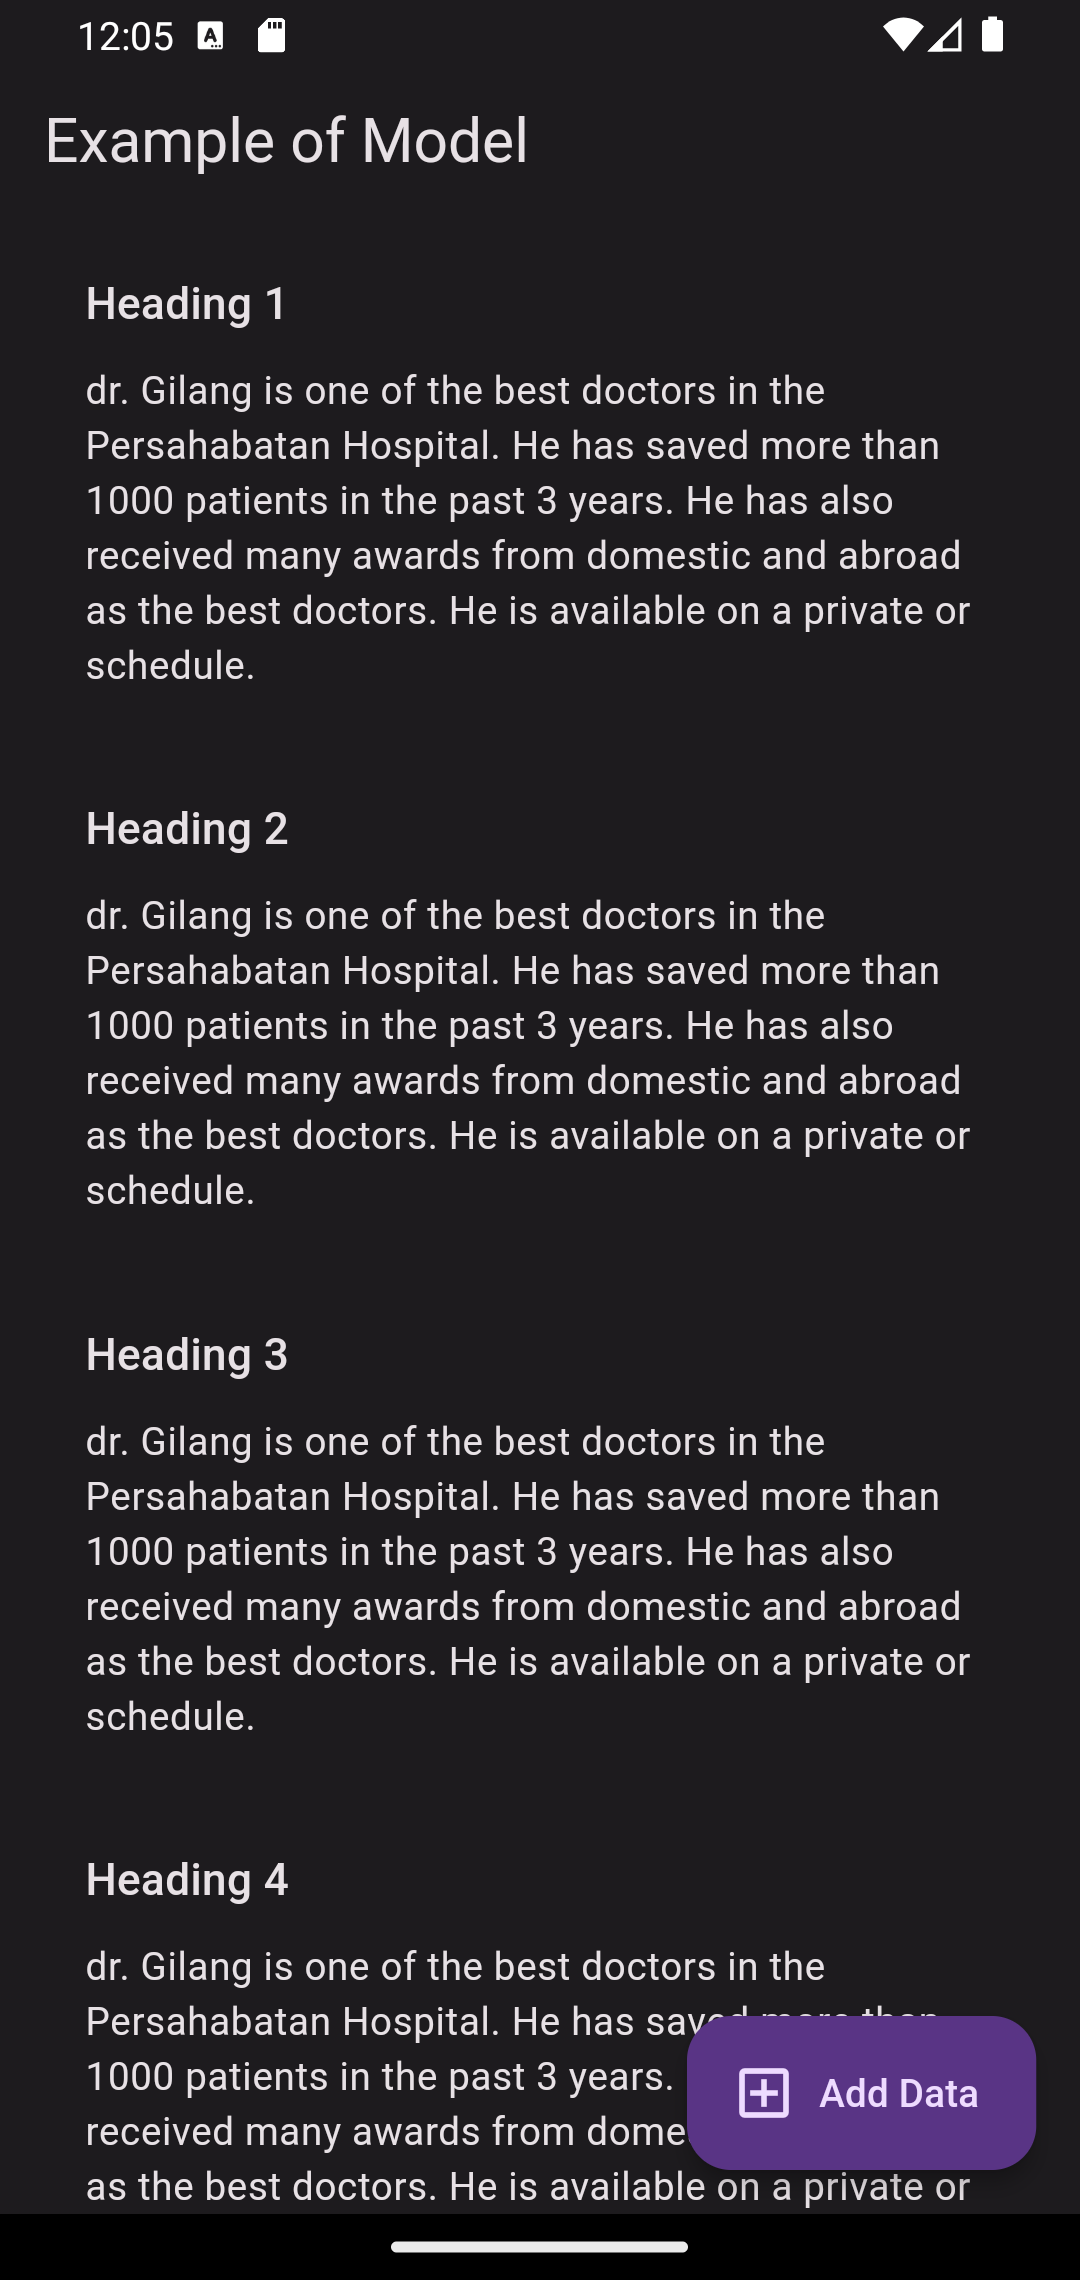 12:05
Example of Model
Heading 1
dr. Gilang is one of the best doctors in the
Persahabatan Hospital. He has saved more than
1000 patients in the past 3 years. He has also
received many awards from domestic and abroad
as the best doctors. He is available on a private or
schedule.
Heading 2
dr. Gilang is one of the best doctors in the
Persahabatan Hospital. He has saved more than
1000 patients in the past 3 years. He has also
received many awards from domestic and abroad
as the best doctors. He is available on a private or
schedule.
Heading 3
dr. Gilang is one of the best doctors in the
Persahabatan Hospital. He has saved more than
1000 patients in the past 3 years. He has also
received many awards from domestic and abroad
as the best doctors. He is available on a private or
schedule.
Heading 4
dr. Gilang is one of the best doctors in the
Persahabatan Hospital. He has saved more than
1000 patients in the past 3 years.
received many awards from
as the best doctors. He is available on a private or
Add Data